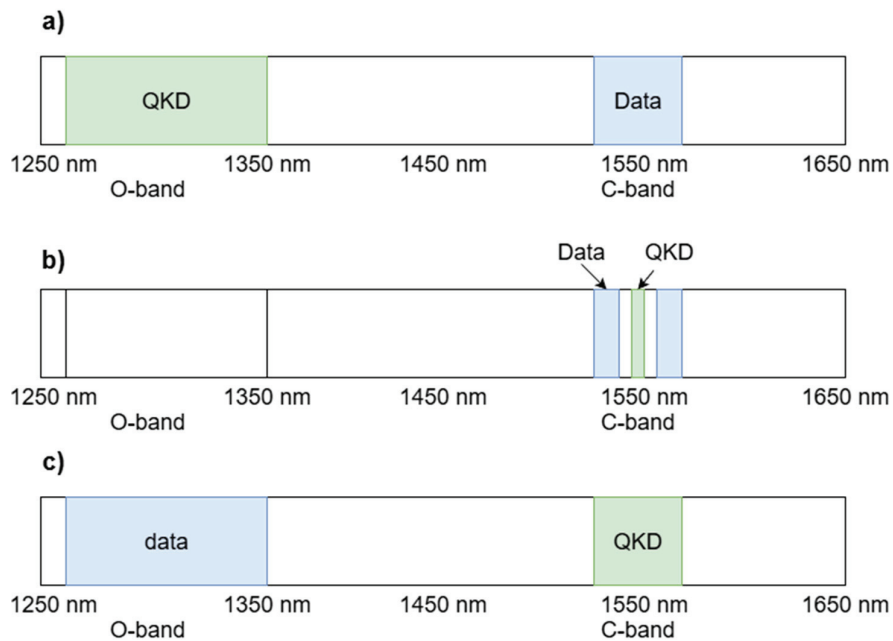 a)
QKD
Data
1250 nm 1350 nm 1450 nm 1550 nm 1650 nm
O-band C-band
b)
Data QKD
1250 nm 1350 nm 1450 nm 1550 nm 1650 nm
O-band C-band
c)
data
QKD
1250 nm 1350 nm 1450 nm 1550 nm 1650 nm
O-band C-band